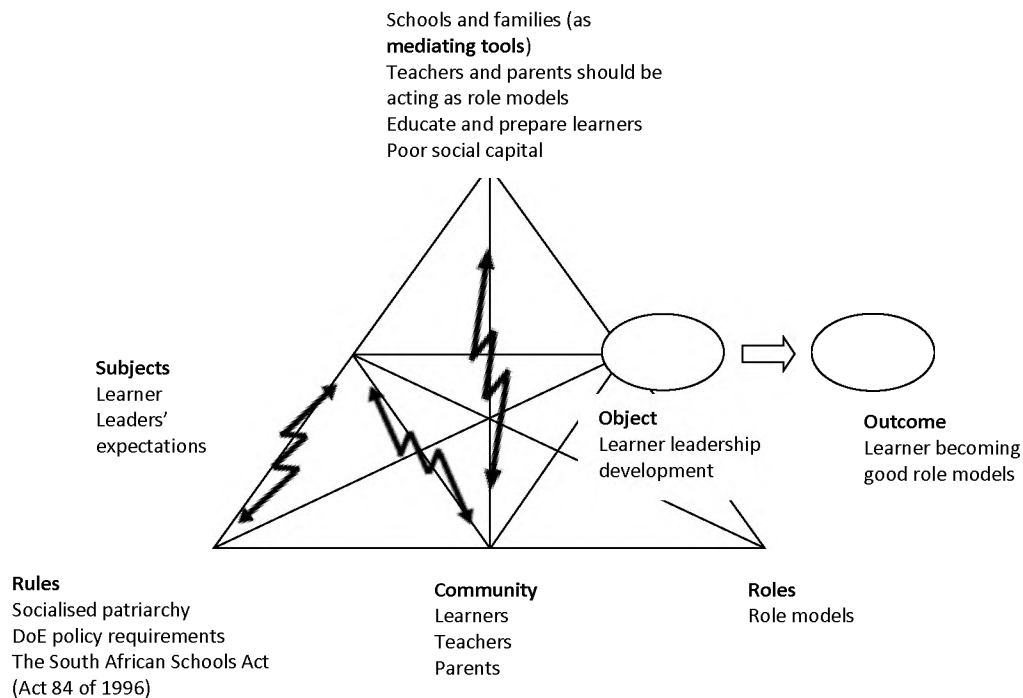 Schools and families (as
mediating tools)
Teachers and parents should be
acting as role models
Educate and prepare learners
Poor social capital
Subjects
Learner
Leaders’
expectations
Object
Learner leadership
development
Outcome
Learner becoming
good role models
Rules
Socialised patriarchy
DoE policy requirements
The South African Schools Act
(Act 84 of 1996)
Community
Learners
Teachers
Parents
Roles
Role models